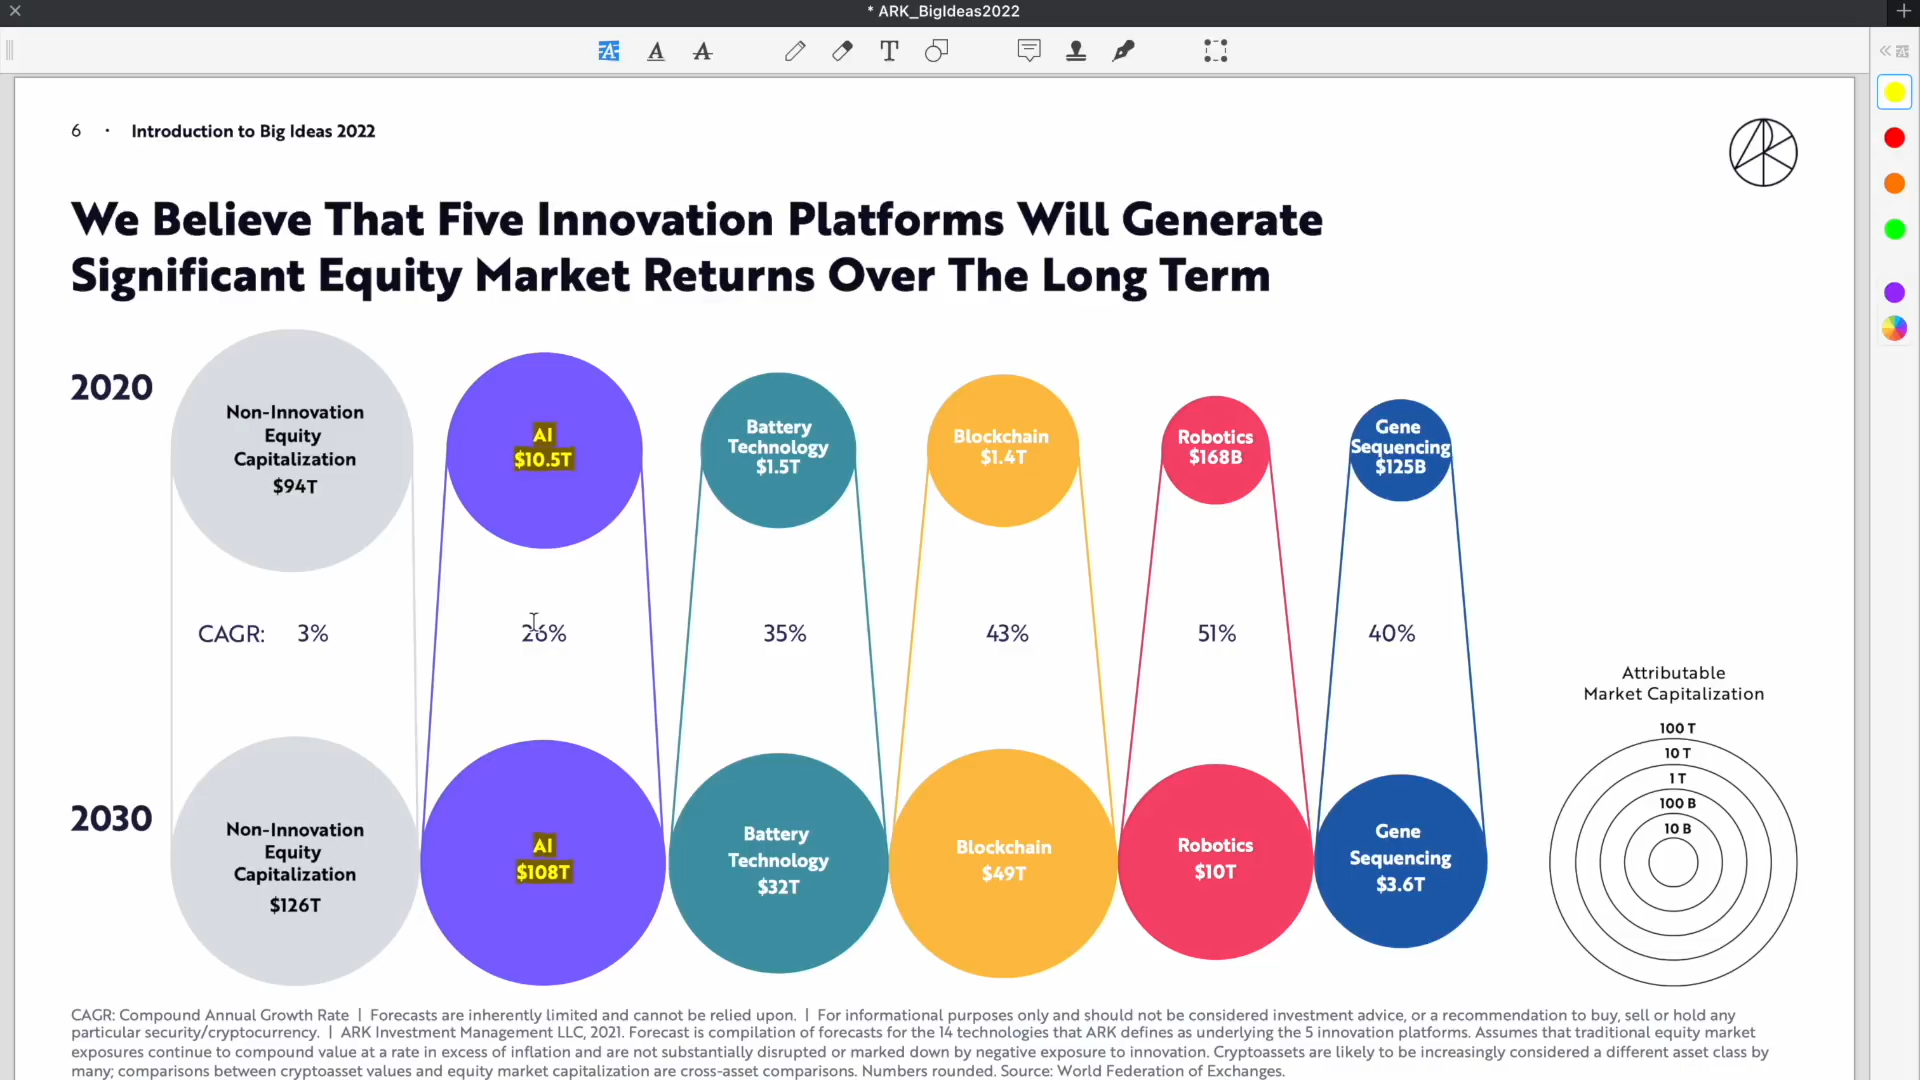 * ARK_BigIdeas2022
6 · Introduction to Big Ideas 2022
We Believe That Five Innovation Platforms Will Generate
Significant Equity Market Returns Over The Long Term
2020
Non-Innovation
Equity
Capitalization
$94T
AI
$10.5T
Battery
Technology
$1.5T
Blockchain
$1.4T
Robotics
$168B
Gene
Sequencing
$125B
CAGR: 3% 26% 35% 43% 51% 40%
2030
Non-Innovation
Equity
Capitalization
$126T
AI
$108T
Battery
Technology
$32T
Blockchain
$49T
Robotics
$10T
Gene
Sequencing
$3.6T
Attributable
Market Capitalization
100 T
10 T
1 T
100 B
10 B
CAGR: Compound Annual Growth Rate | Forecasts are inherently limited and cannot be relied upon. | For informational purposes only and should not be considered investment advice, or a recommendation to buy, sell or hold any
particular security/cryptocurrency. | ARK Investment Management LLC, 2021. Forecast is compilation of forecasts for the 14 technologies that ARK defines as underlying the 5 innovation platforms. Assumes that traditional equity market
exposures continue to compound value at a rate in excess of inflation and are not substantially disrupted or marked down by negative exposure to innovation. Cryptoassets are likely to be increasingly considered a different asset class by
many; comparisons between cryptoasset values and equity market capitalization are cross-asset comparisons. Numbers rounded. Source: World Federation of Exchanges.